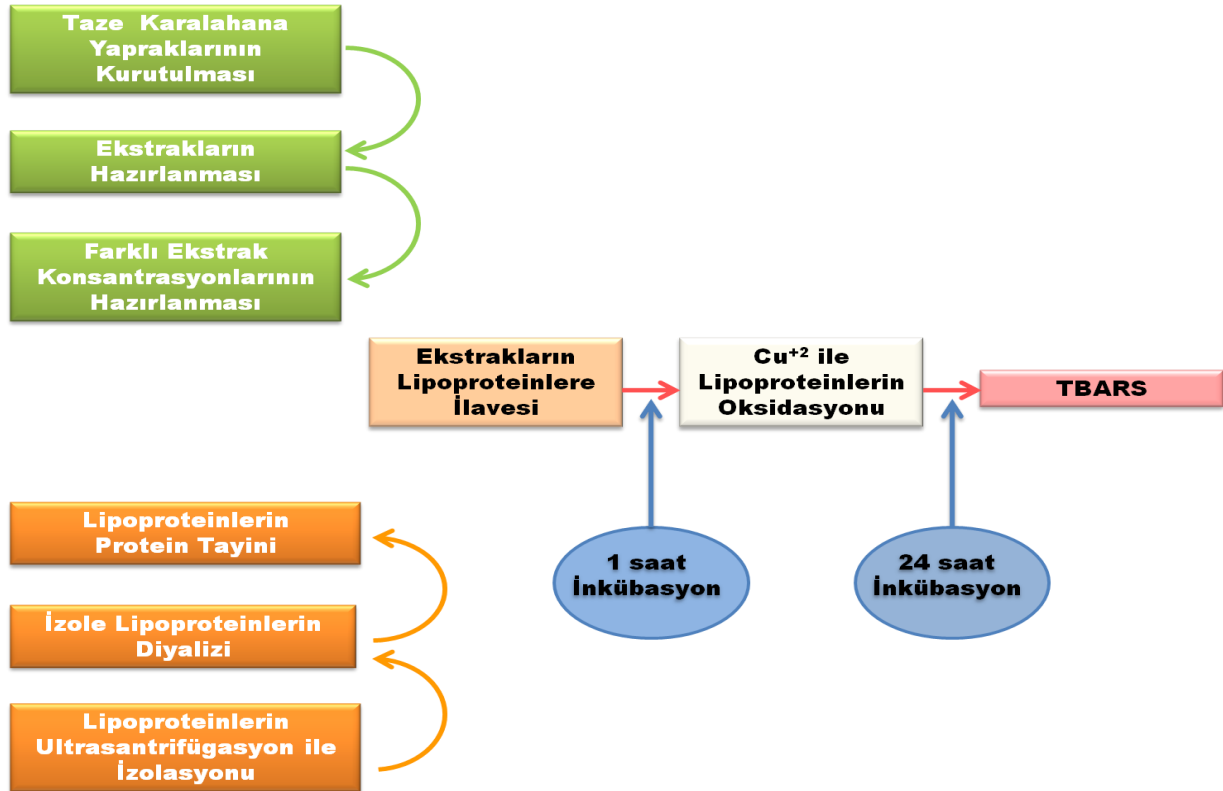 Taze Karalahana
Yapraklarının
Kurutulması
Ekstrakların
Hazırlanması
Farklı Ekstrak
Konsantrasyonlarının
Hazırlanması
Ekstrakların
Lipoproteinlere
İlavesi
Cu⁺² ile
Lipoproteinlerin
Oksidasyonu
TBARS
1 saat
İnkübasyon
24 saat
İnkübasyon
Lipoproteinlerin
Protein Tayini
İzole Lipoproteinlerin
Diyalizi
Lipoproteinlerin
Ultrasantrifügasyon ile
İzolasyonu